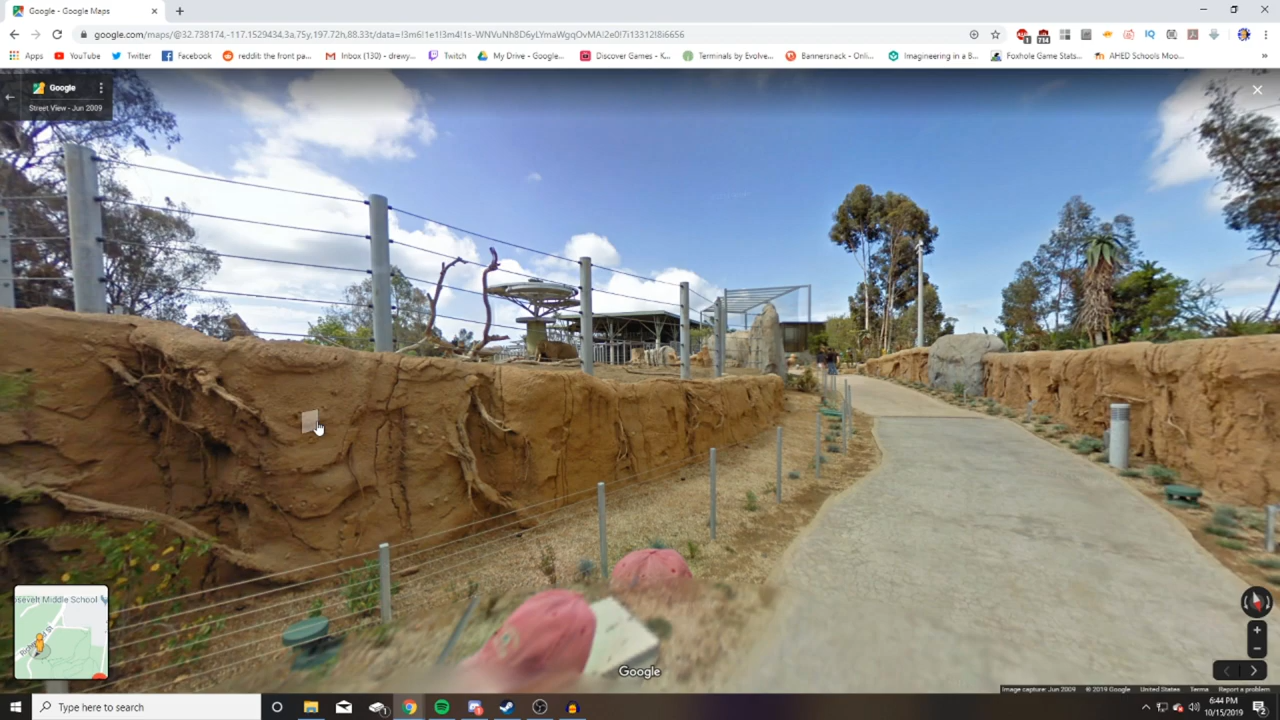 Google - Google Maps
google.com/maps/@32.738174,-117.1529434,3a,75y,197.72h,88.33t/data=!3m6!1e1!3m4!1s-WNVuNh8D6yLYmaWgqOvMA!2e0!7i13312!8i6656
Apps YouTube Twitter Facebook reddit: the front pa... Inbox (130) - drewy... Twitch My Drive - Google... Discover Games - K... Terminals by Evolve... Bannersnack - Onli... Imagineering in a B... Foxhole Game Stats... AHED Schools Moo...
Google
Street View - Jun 2009
osevelt Middle School
Google
Image capture: Jun 2009 © 2019 Google United States Terms Report a problem
Type here to search
6:44 PM
10/15/2019